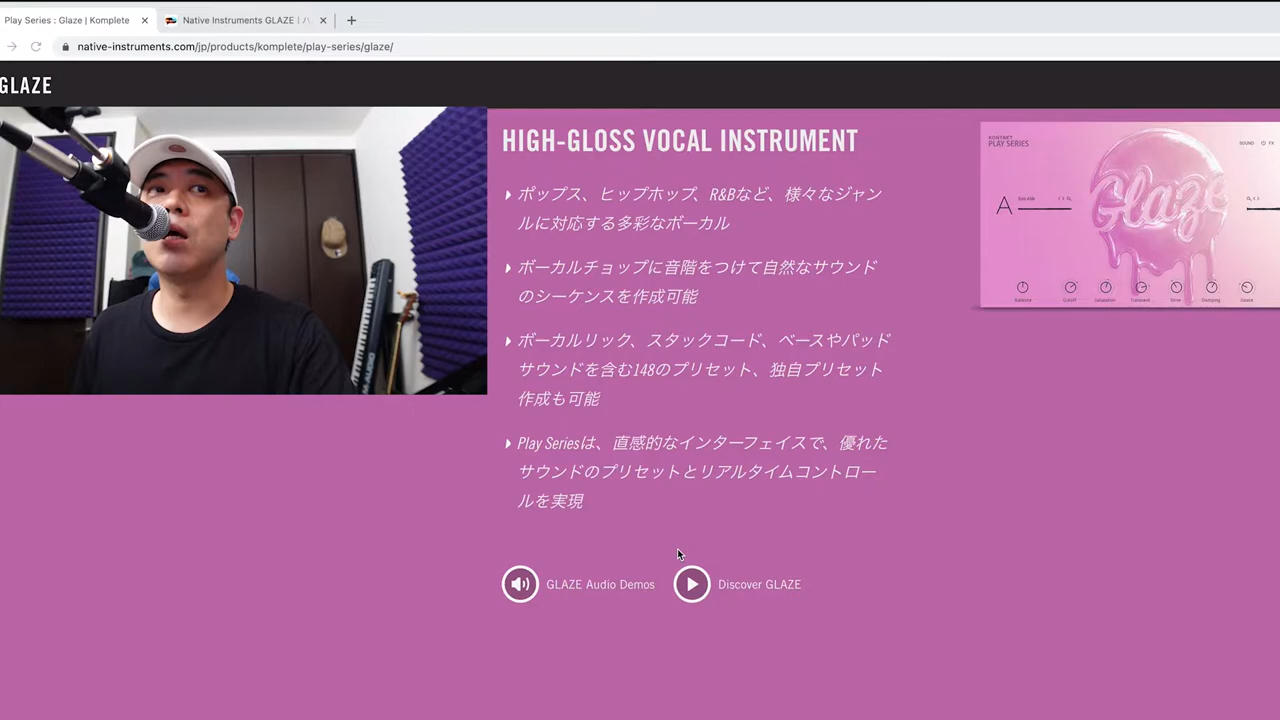 Play Series : Glaze | Komplete
Native Instruments GLAZE |
native-instruments.com/jp/products/komplete/play-series/glaze/
GLAZE
HIGH-GLOSS VOCAL INSTRUMENT
ポップス、ヒップホップ、R&Bなど、様々なジャン
ルに対応する多彩なボーカル
ボーカルチョップに音階をつけて自然なサウンド
のシーケンスを作成可能
ボーカルリック、スタックコード、ベースやパッド
サウンドを含む148のプリセット、独自プリセット
作成も可能
Play Seriesは、直感的なインターフェイスで、優れた
サウンドのプリセットとリアルタイムコントロー
ルを実現
GLAZE Audio Demos
Discover GLAZE
KONTAKT
PLAY SERIES
SOUND
FX
A
Glaze
Cutoff
Saturation
Drive
Damping
M-AUDIO